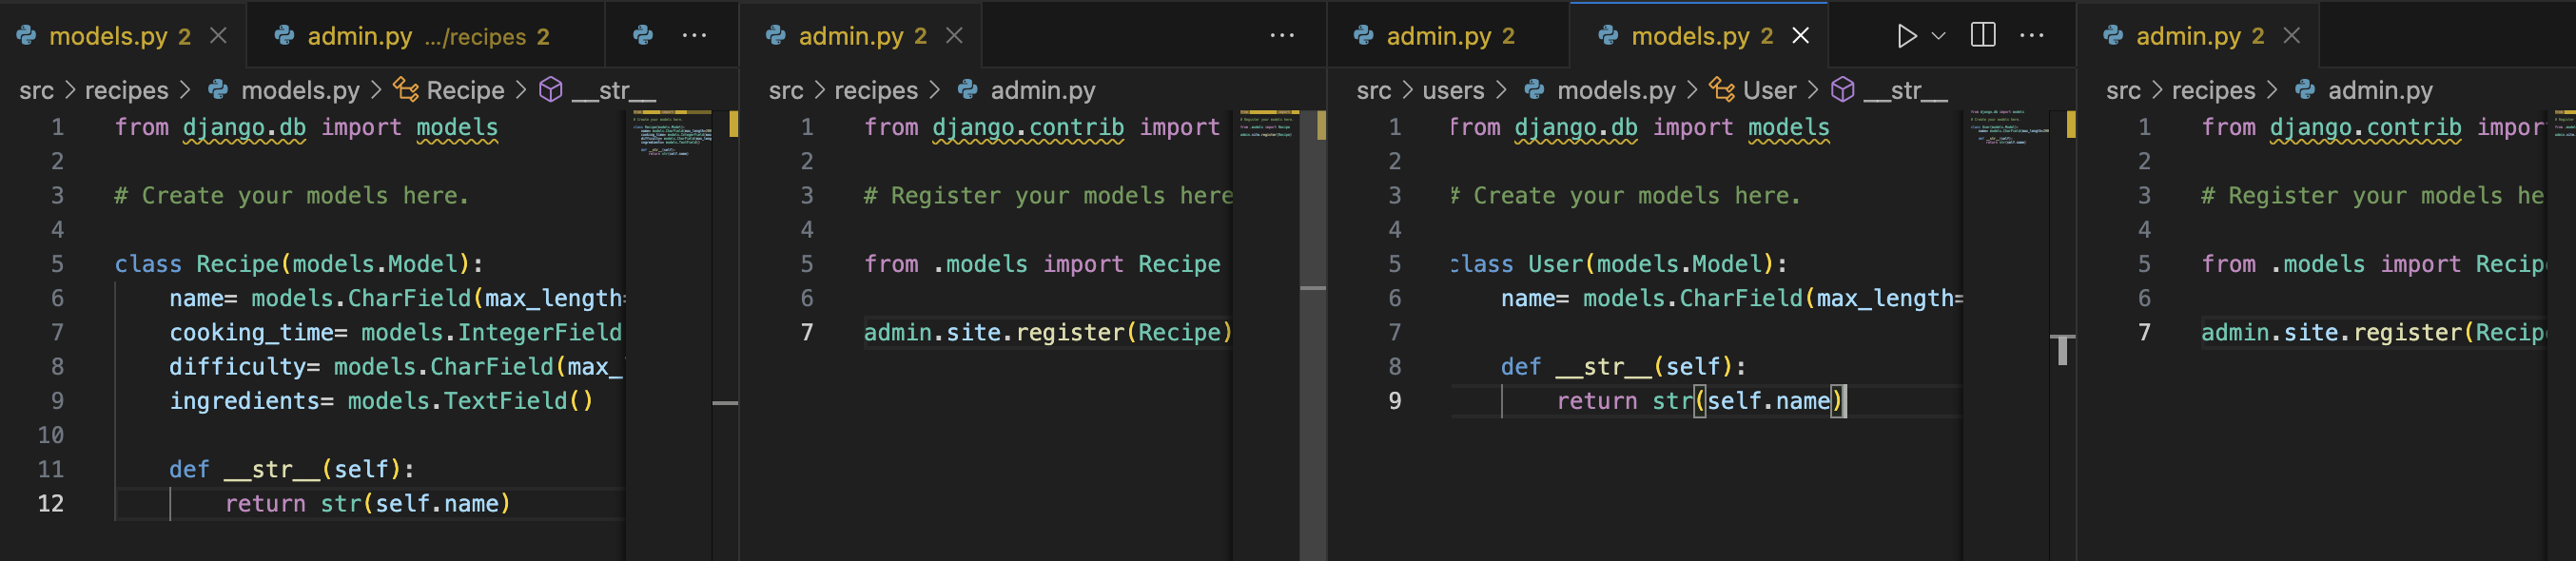 models.py 2
admin.py .../recipes 2
src > recipes > models.py > Recipe > __str__
1 from django.db import models
2
3 # Create your models here.
4
5 class Recipe(models.Model):
6 name= models.CharField(max_length=
7 cooking_time= models.IntegerField
8 difficulty= models.CharField(max_
9 ingredients= models.TextField()
10
11 def __str__(self):
12 return str(self.name)
admin.py 2
src > recipes > admin.py
1 from django.contrib import
2
3 # Register your models here
4
5 from .models import Recipe
6
7 admin.site.register(Recipe)
admin.py 2
models.py 2
src > users > models.py > User > __str__
1 from django.db import models
2
3 # Create your models here.
4
5 class User(models.Model):
6 name= models.CharField(max_length=
7
8 def __str__(self):
9 return str(self.name)
admin.py 2
src > recipes > admin.py
1 from django.contrib impor
2
3 # Register your models he
4
5 from .models import Recip
6
7 admin.site.register(Recip